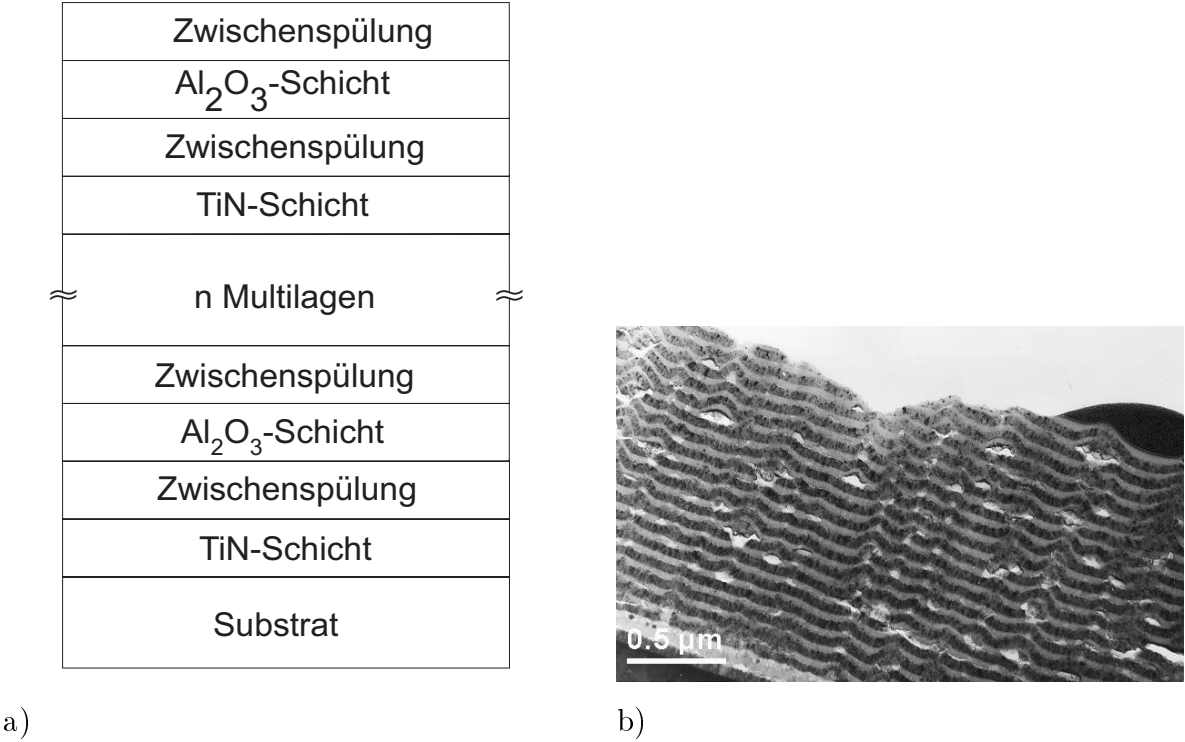 Zwischenspülung
Al₂O₃-Schicht
Zwischenspülung
TiN-Schicht
n Multilagen
Zwischenspülung
Al₂O₃-Schicht
Zwischenspülung
TiN-Schicht
Substrat
0.5 µm
a)
b)